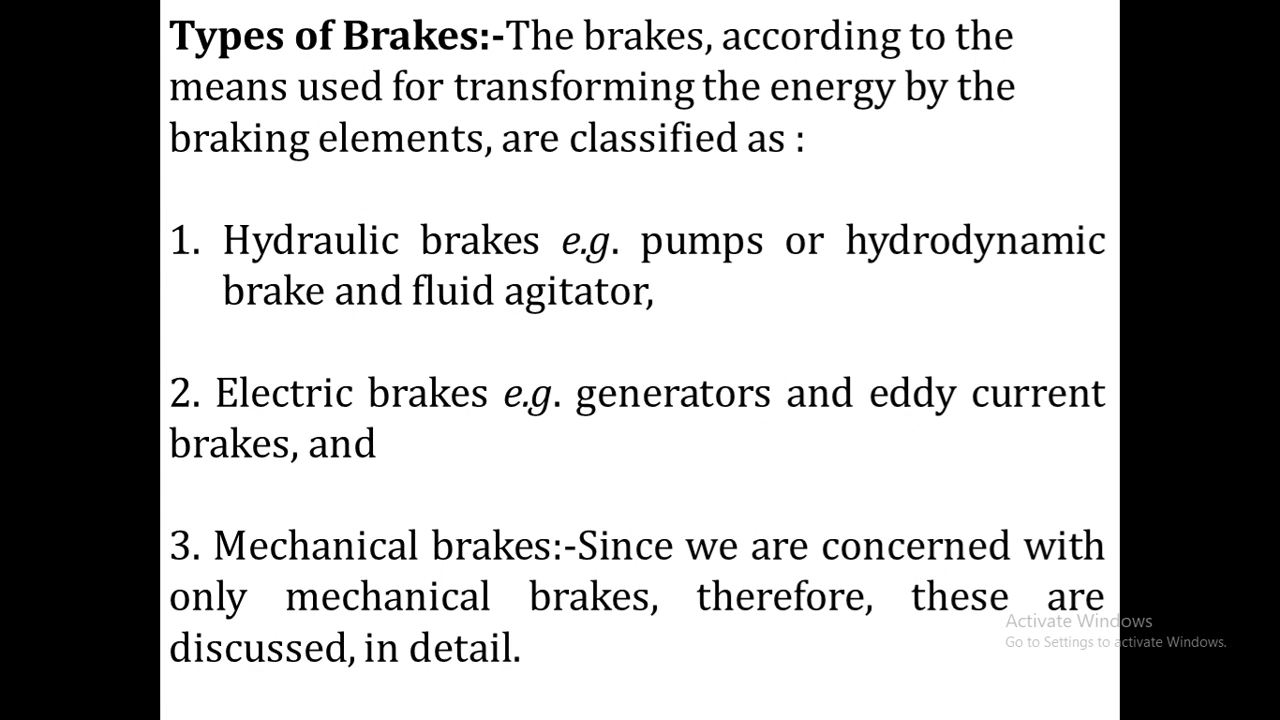 Types of Brakes:-The brakes, according to the
means used for transforming the energy by the
braking elements, are classified as :
1. Hydraulic brakes e.g. pumps or hydrodynamic
brake and fluid agitator,
2. Electric brakes e.g. generators and eddy current
brakes, and
3. Mechanical brakes:-Since we are concerned with
only mechanical brakes, therefore, these are
discussed, in detail.
Activate Windows
Go to Settings to activate Windows.